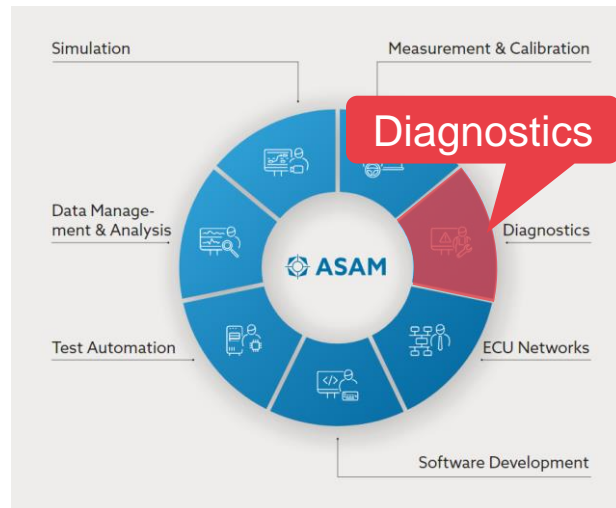 Simulation
Measurement & Calibration
Diagnostics
Data Manage-
ment & Analysis
Diagnostics
ASAM
Test Automation
ECU Networks
</>
Software Development